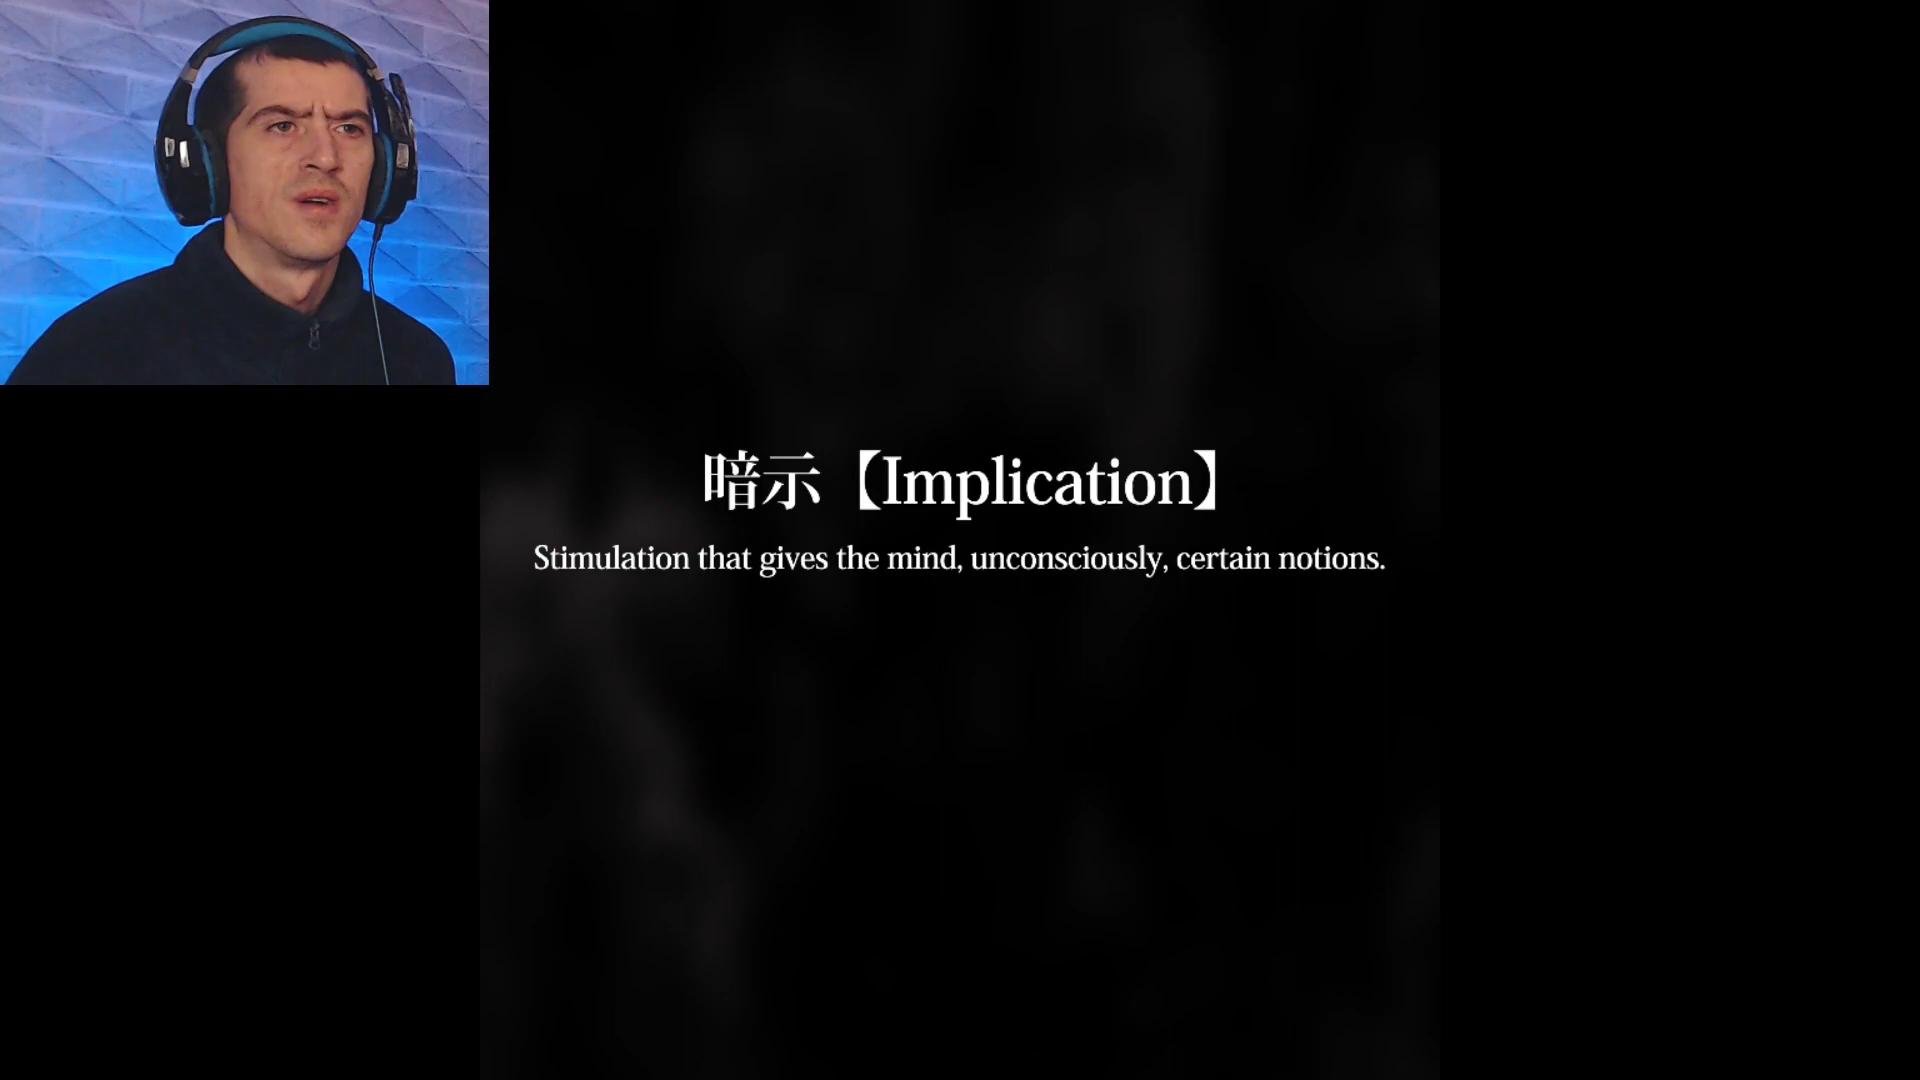 暗示【Implication】
Stimulation that gives the mind, unconsciously, certain notions.